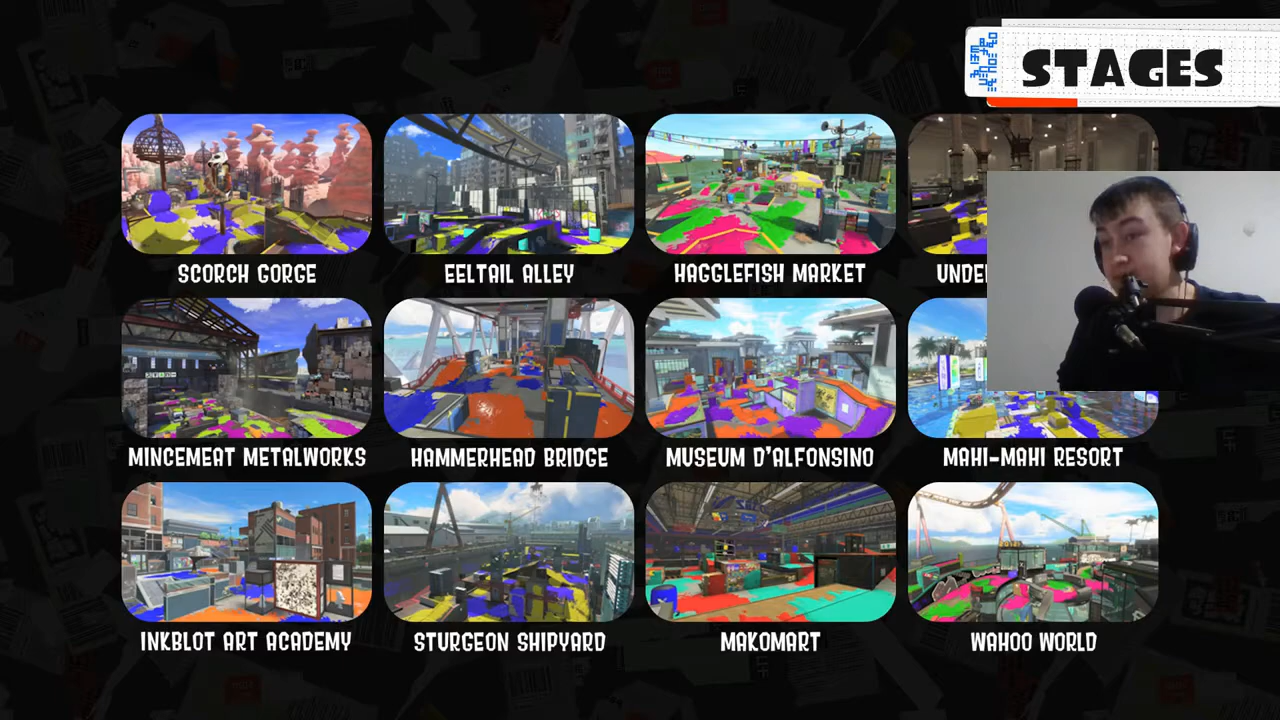 STAGES
SCORCH GORGE
EELTAIL ALLEY
HAGGLEFISH MARKET
MINCEMEAT METALWORKS
HAMMERHEAD BRIDGE
MUSEUM D'ALFONSINO
MAHI-MAHI RESORT
INKBLOT ART ACADEMY
STURGEON SHIPYARD
MAKOMART
WAHOO WORLD